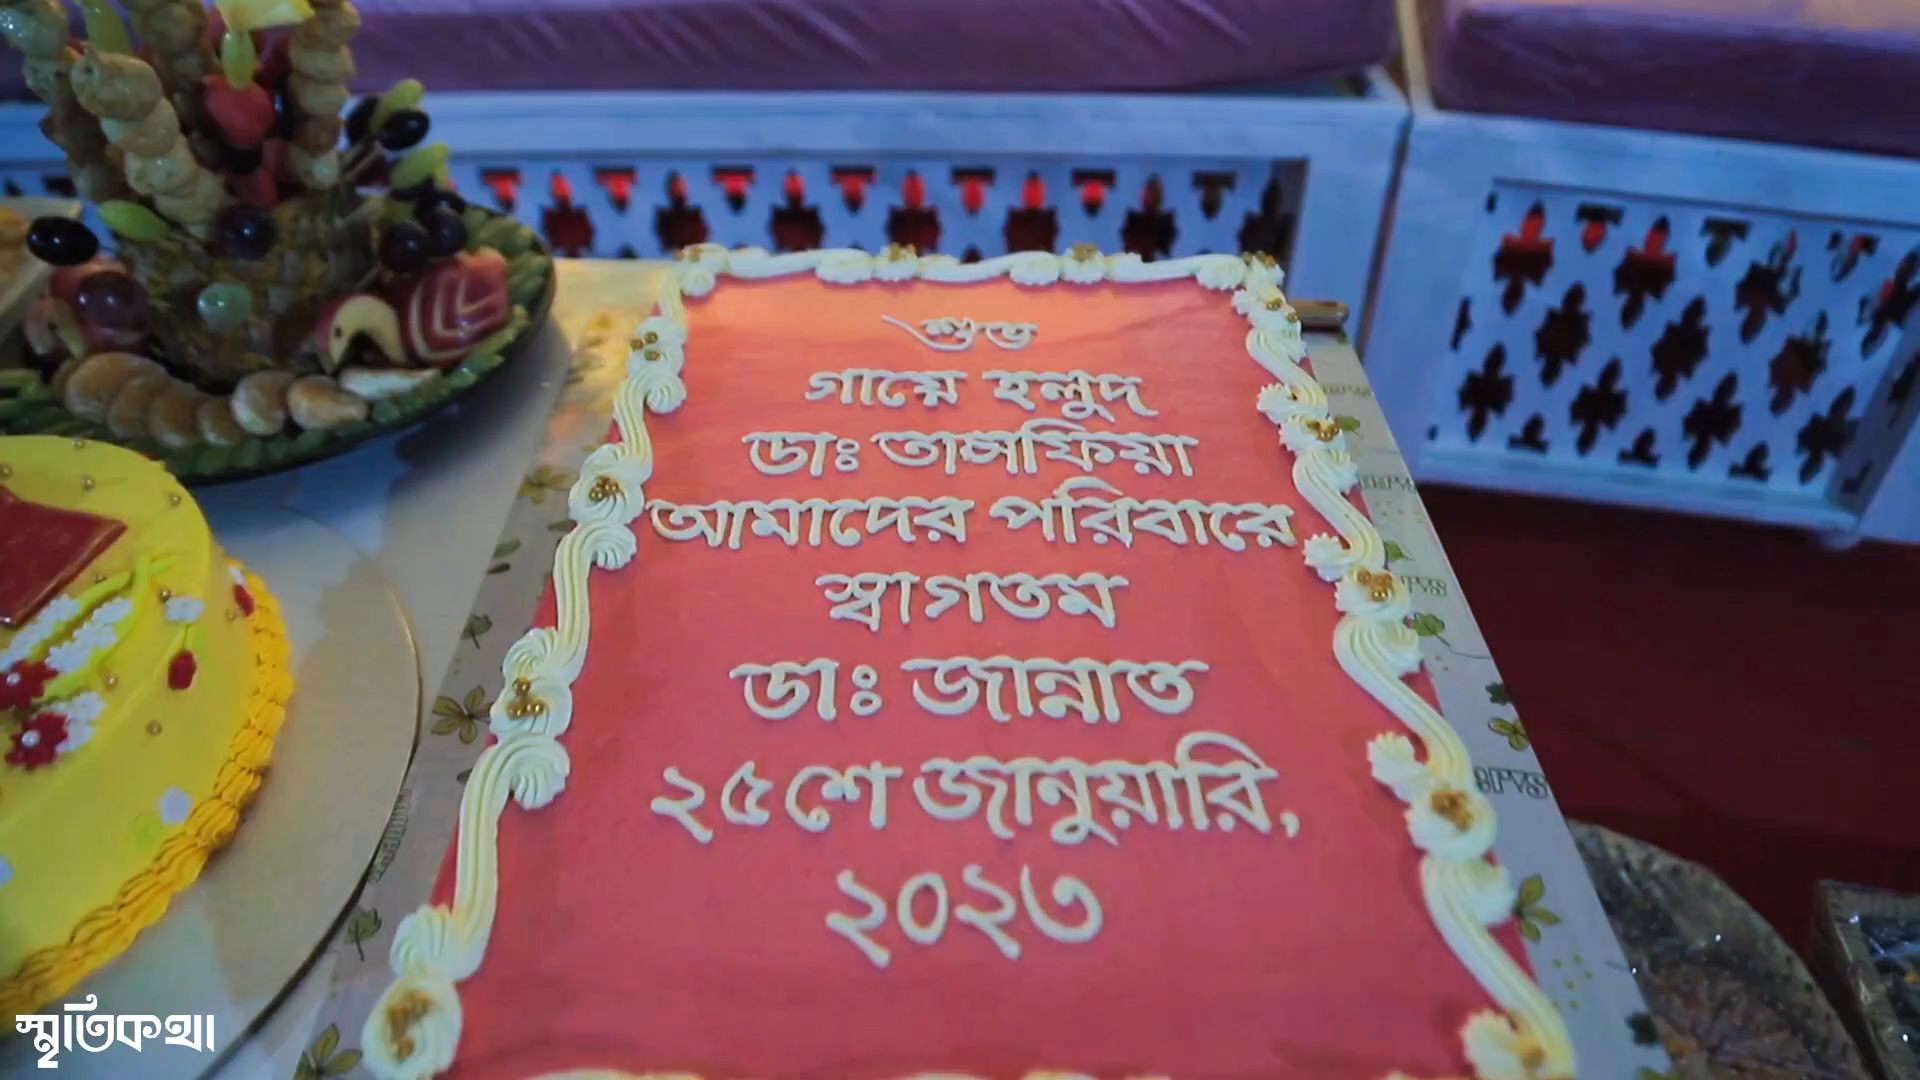 শুভ
গায়ে হলুদ
ডাঃ তাসফিয়া
আমাদের পরিবারে
স্বাগতম
ডাঃ জান্নাত
২৫শে জানুয়ারি,
২০২৩
স্মৃতিকথা